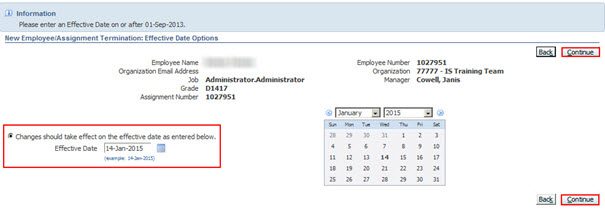 Information
Please enter an Effective Date on or after 01-Sep-2013.
New Employee/Assignment Termination: Effective Date Options
Back Continue
Employee Name
Employee Number 1027951
Organization Email Address
Organization 77777 - IS Training Team
Job Administrator.Administrator
Manager Cowell, Janis
Grade D1417
Assignment Number 1027951
January 2015
Sun Mon Tue Wed Thu Fri Sat
28 29 30 31 1 2 3
4 5 6 7 8 9 10
11 12 13 14 15 16 17
18 19 20 21 22 23 24
25 26 27 28 29 30 31
Changes should take effect on the effective date as entered below.
Effective Date 14-Jan-2015
(example: 14-Jan-2015)
Back Continue